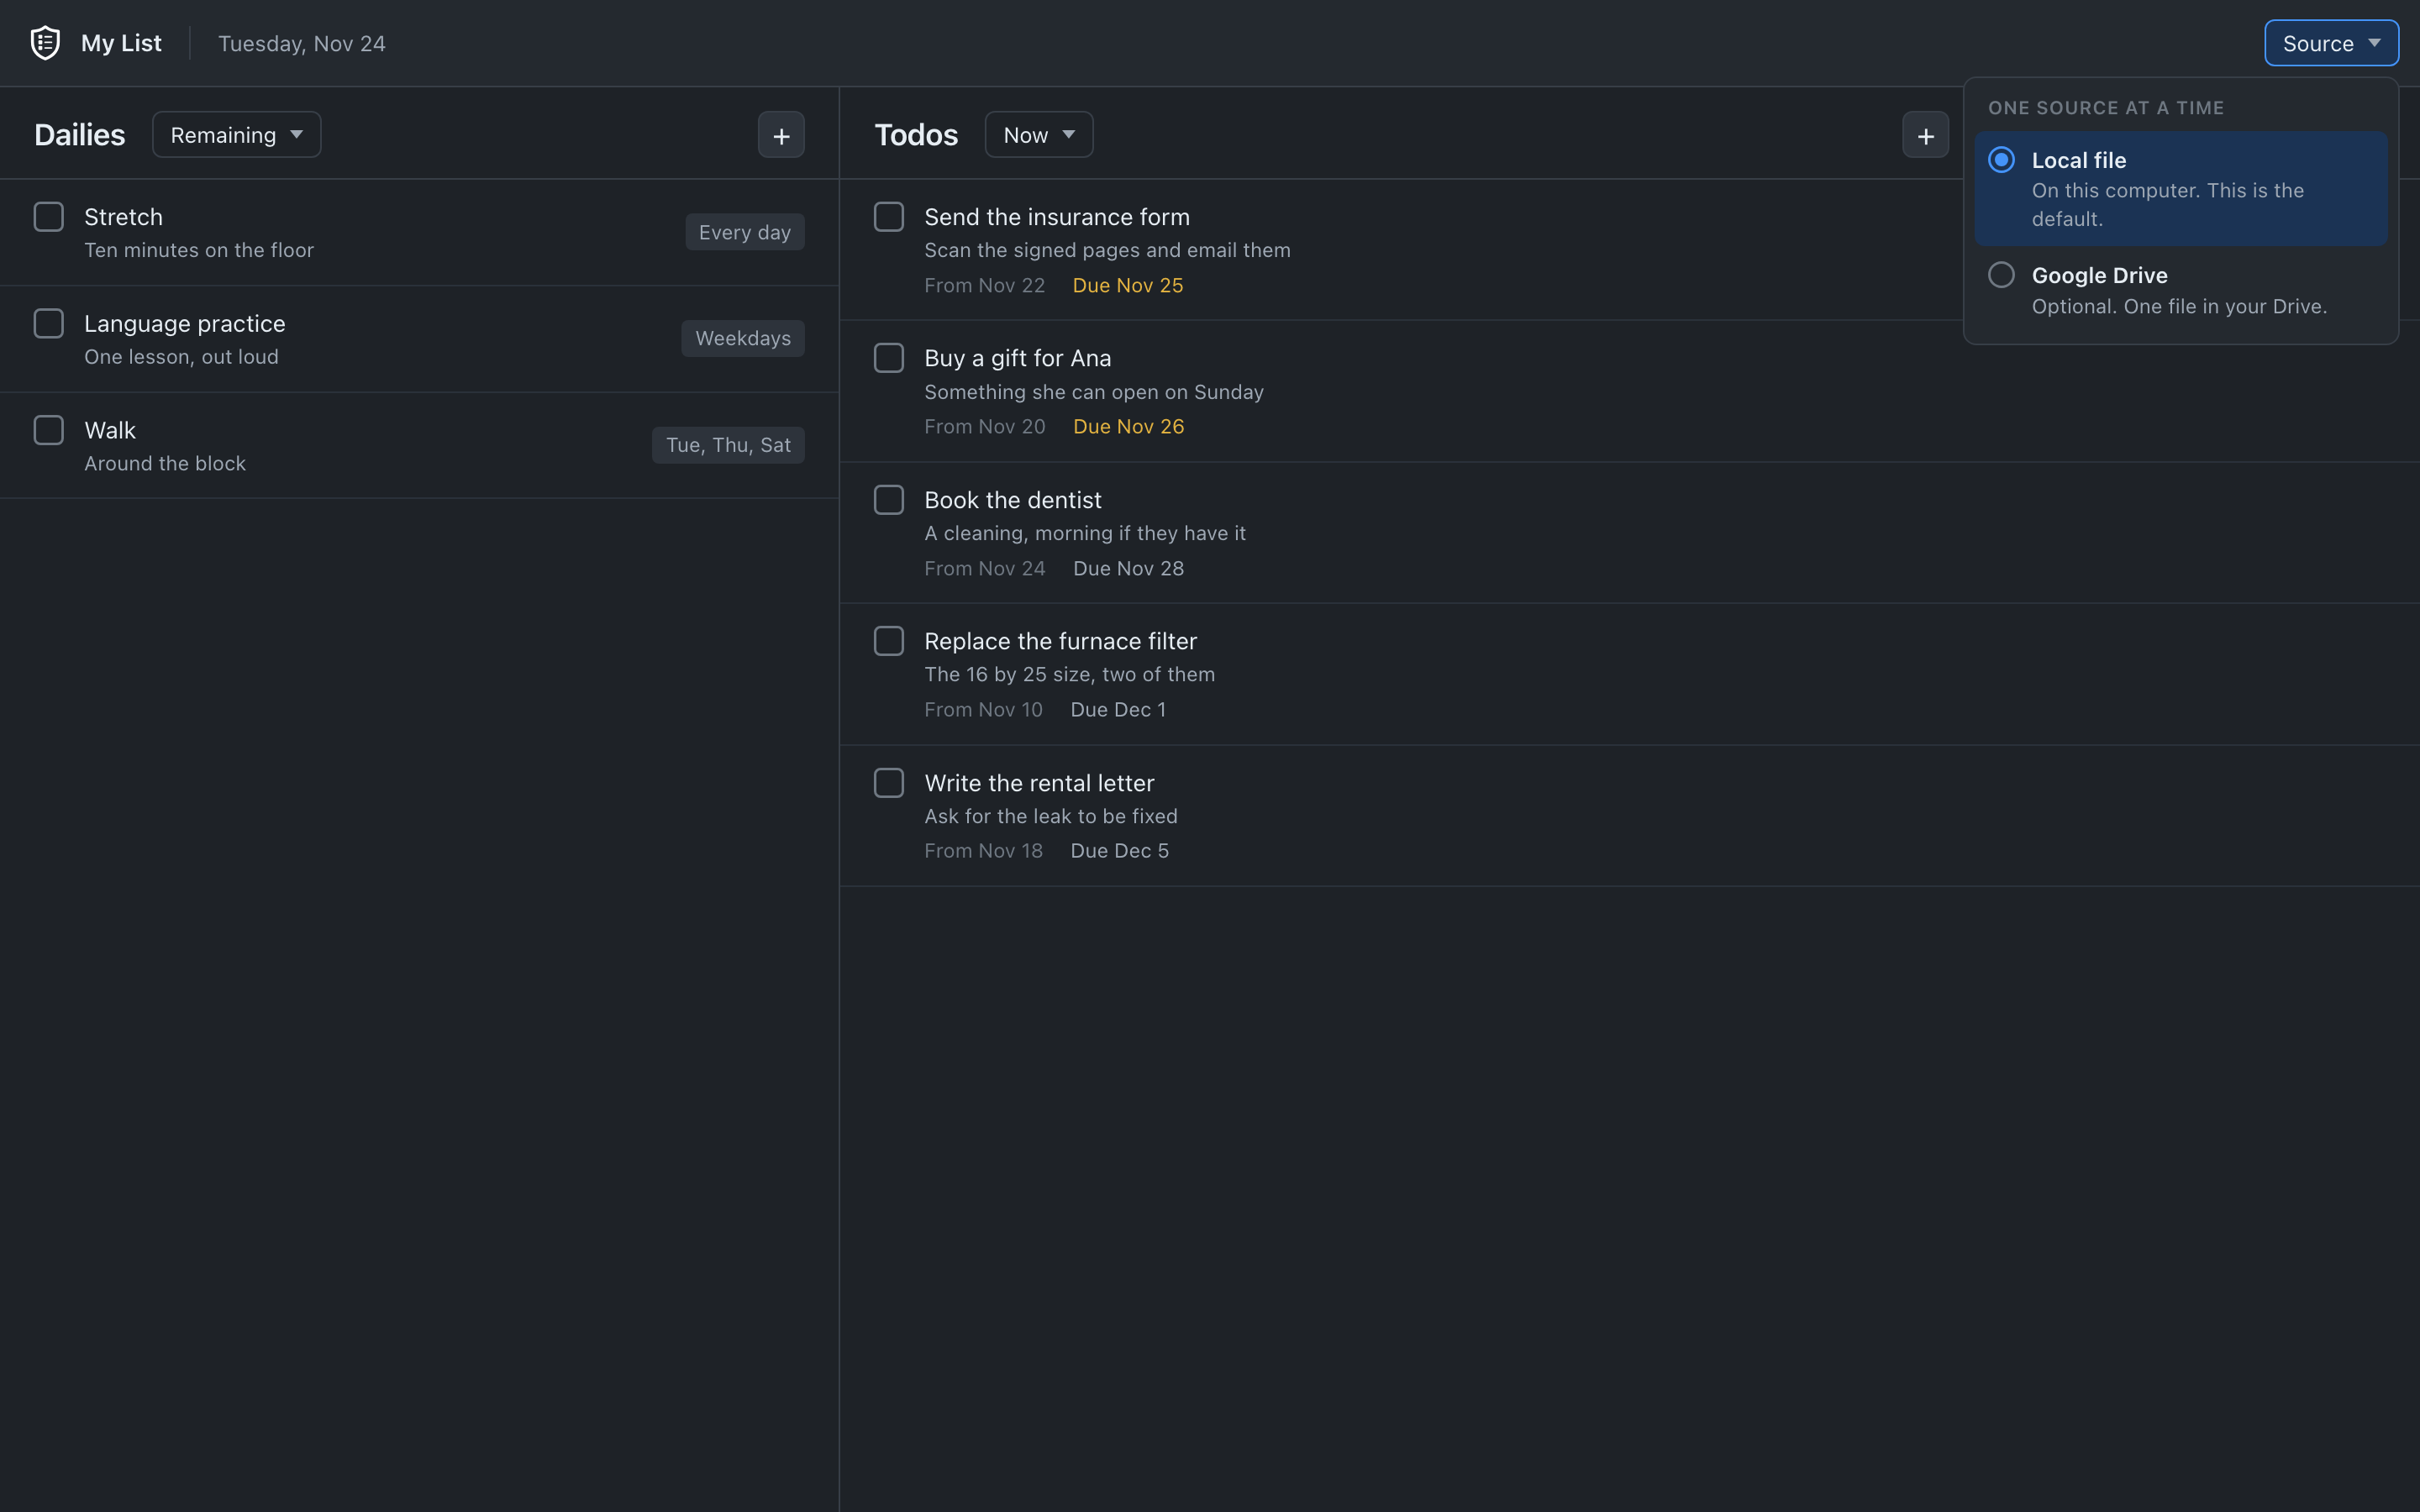 My List
Tuesday, Nov 24
Source
Dailies
Remaining
+
Stretch
Ten minutes on the floor
Every day
Language practice
One lesson, out loud
Weekdays
Walk
Around the block
Tue, Thu, Sat
Todos
Now
+
Send the insurance form
Scan the signed pages and email them
From Nov 22 Due Nov 25
Buy a gift for Ana
Something she can open on Sunday
From Nov 20 Due Nov 26
Book the dentist
A cleaning, morning if they have it
From Nov 24 Due Nov 28
Replace the furnace filter
The 16 by 25 size, two of them
From Nov 10 Due Dec 1
Write the rental letter
Ask for the leak to be fixed
From Nov 18 Due Dec 5
ONE SOURCE AT A TIME
Local file
On this computer. This is the
default.
Google Drive
Optional. One file in your Drive.